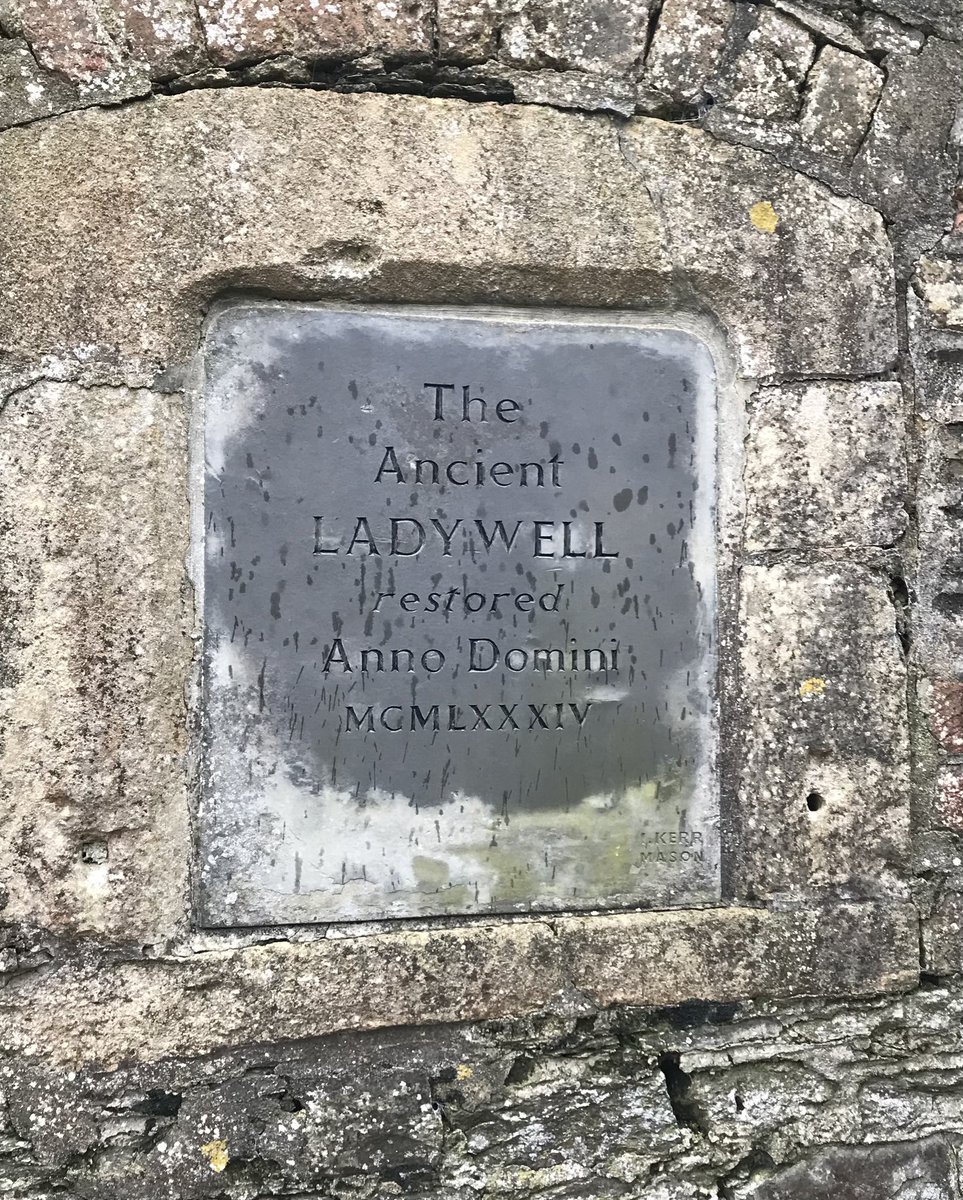 The
Ancient
LADYWELL
restored
Anno Domini
MCMLXXXIV
KERR
MASON